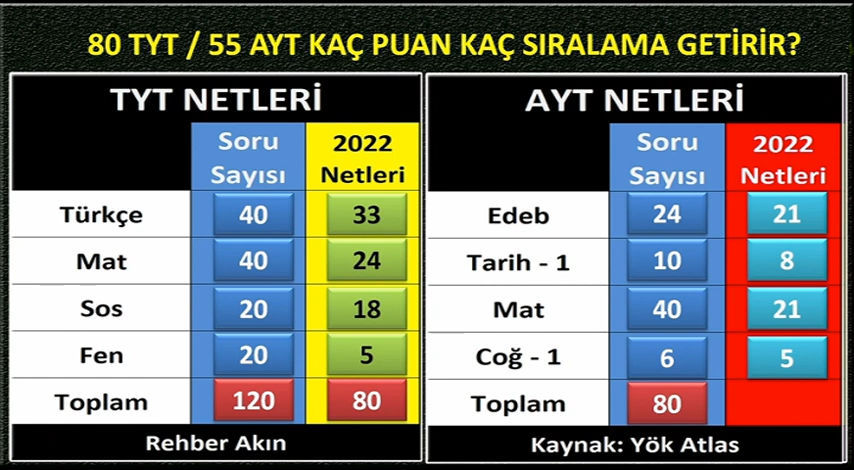 80 TYT / 55 AYT KAÇ PUAN KAÇ SIRALAMA GETİRİR?
TYT NETLERİ
Soru Sayısı 2022 Netleri
Türkçe 40 33
Mat 40 24
Sos 20 18
Fen 20 5
Toplam 120 80
Rehber Akın
AYT NETLERİ
Soru Sayısı 2022 Netleri
Edeb 24 21
Tarih - 1 10 8
Mat 40 21
Coğ - 1 6 5
Toplam 80
Kaynak: Yök Atlas